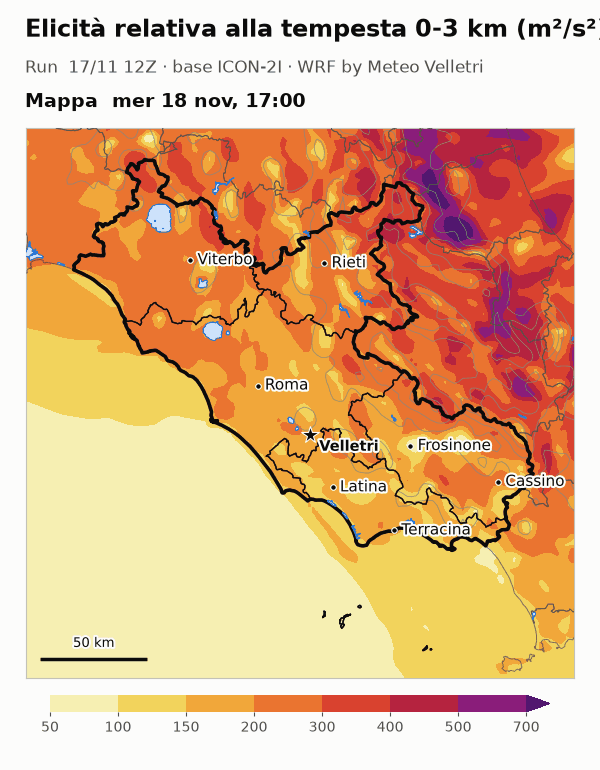 Elicità relativa alla tempesta 0-3 km (m²/s²)
Run  17/11 12Z · base ICON-2I · WRF by Meteo Velletri
Mappa  mer 18 nov, 17:00
Viterbo
Rieti
Roma
Velletri
Frosinone
Cassino
Latina
Terracina
50 km
50 100 150 200 300 400 500 700